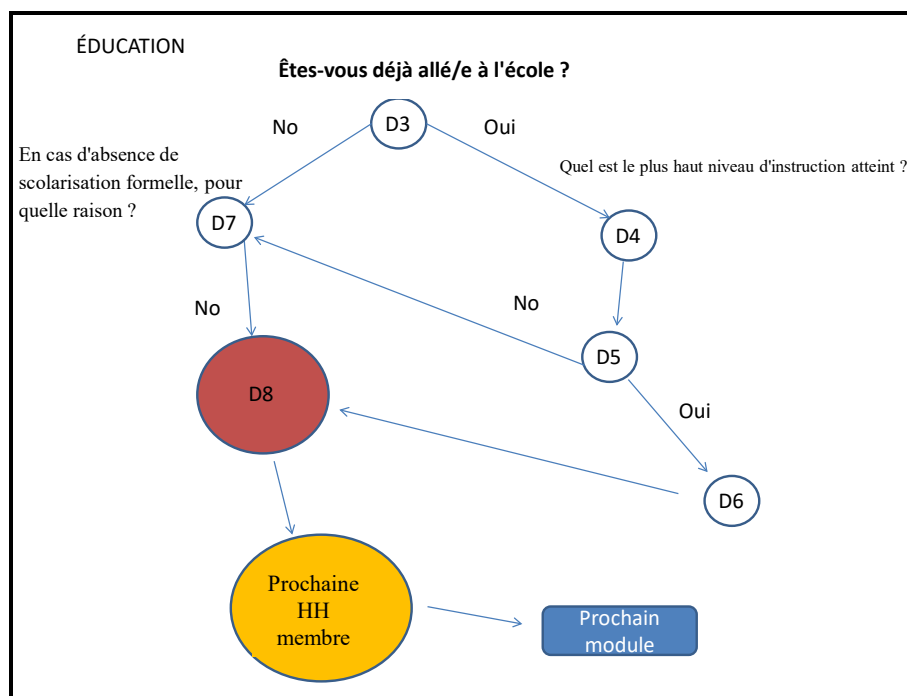 ÉDUCATION
Êtes-vous déjà allé/e à l'école ?
No
D3
Oui
En cas d'absence de
scolarisation formelle, pour
quelle raison ?
Quel est le plus haut niveau d'instruction atteint ?
D7
D4
No
No
D5
D8
Oui
D6
Prochaine
HH
membre
Prochain
module